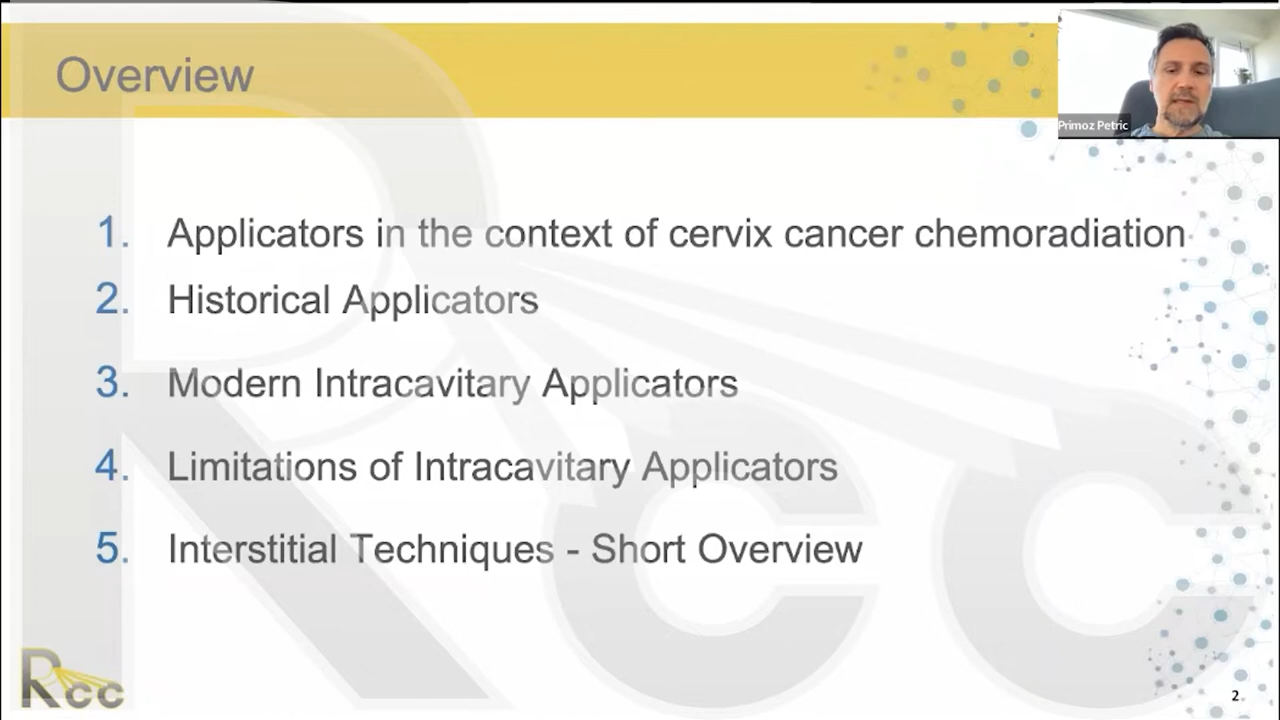 Overview
Primoz Petric
1. Applicators in the context of cervix cancer chemoradiation
2. Historical Applicators
3. Modern Intracavitary Applicators
4. Limitations of Intracavitary Applicators
5. Interstitial Techniques - Short Overview
Rcc
Rcc
2